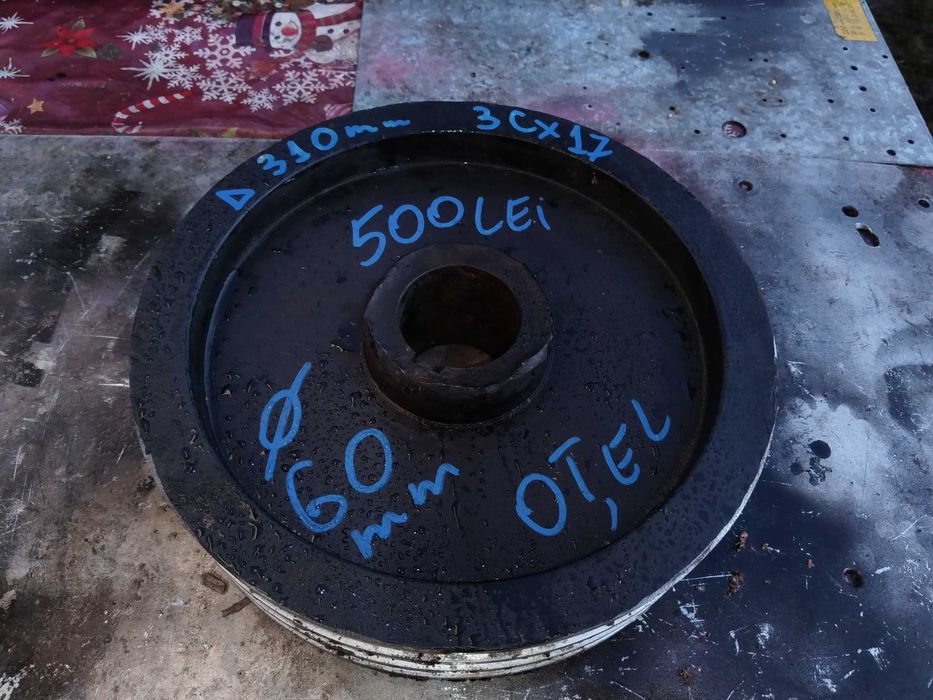 Δ 310mm 3CX17
500LEi
Ø 60 mm
OȚEL